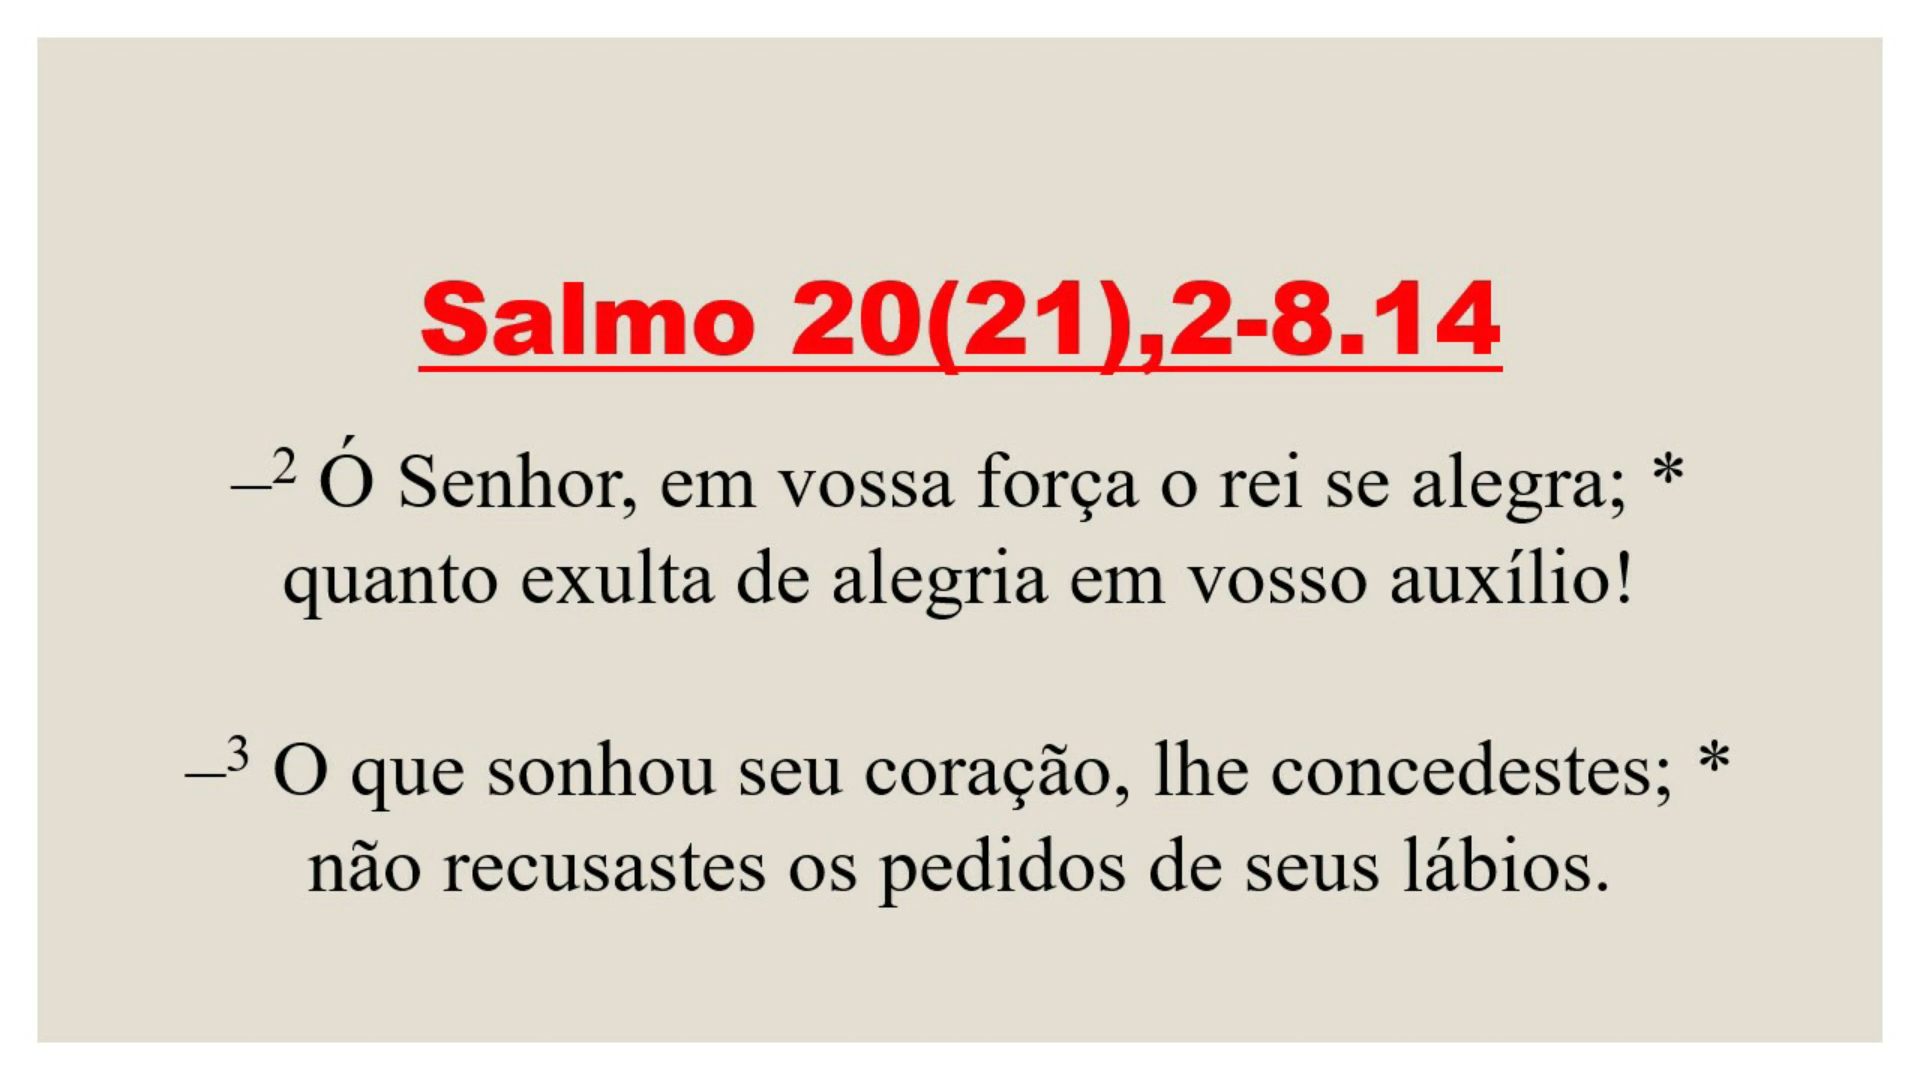 Salmo 20(21),2-8.14
–² Ó Senhor, em vossa força o rei se alegra; *
quanto exulta de alegria em vosso auxílio!
–³ O que sonhou seu coração, lhe concedestes; *
não recusastes os pedidos de seus lábios.